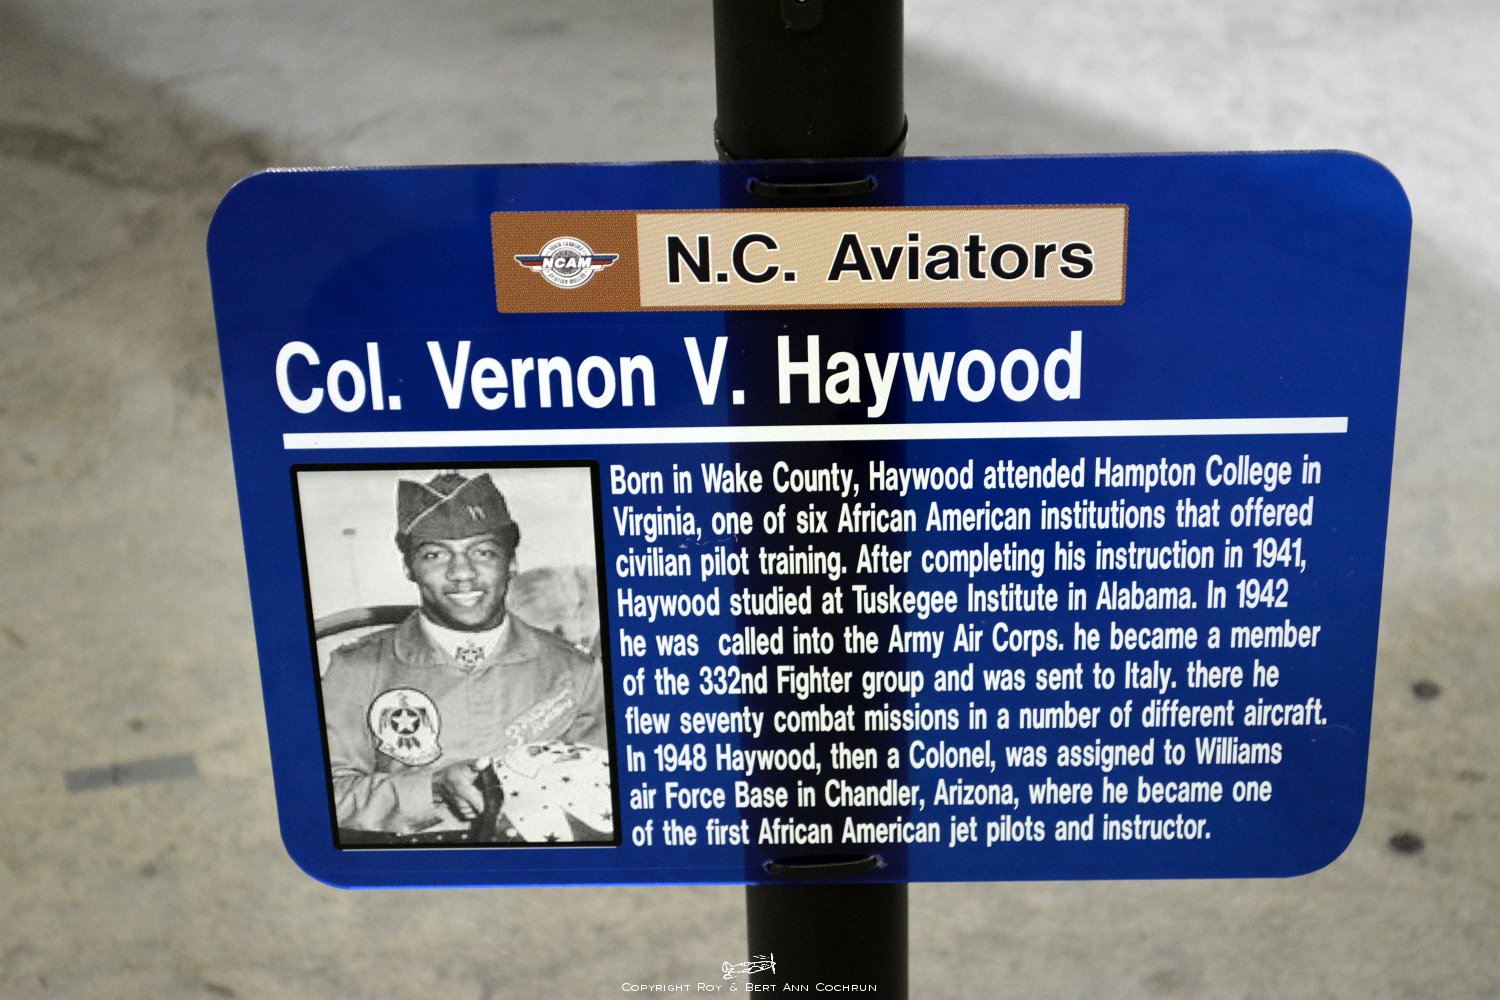 NCAM
N.C. Aviators
Col. Vernon V. Haywood
Born in Wake County, Haywood attended Hampton College in
Virginia, one of six African American institutions that offered
civilian pilot training. After completing his instruction in 1941,
Haywood studied at Tuskegee Institute in Alabama. In 1942
he was called into the Army Air Corps. he became a member
of the 332nd Fighter group and was sent to Italy. there he
flew seventy combat missions in a number of different aircraft.
In 1948 Haywood, then a Colonel, was assigned to Williams
air Force Base in Chandler, Arizona, where he became one
of the first African American jet pilots and instructor.
Copyright Roy & Bert Ann Cochrun